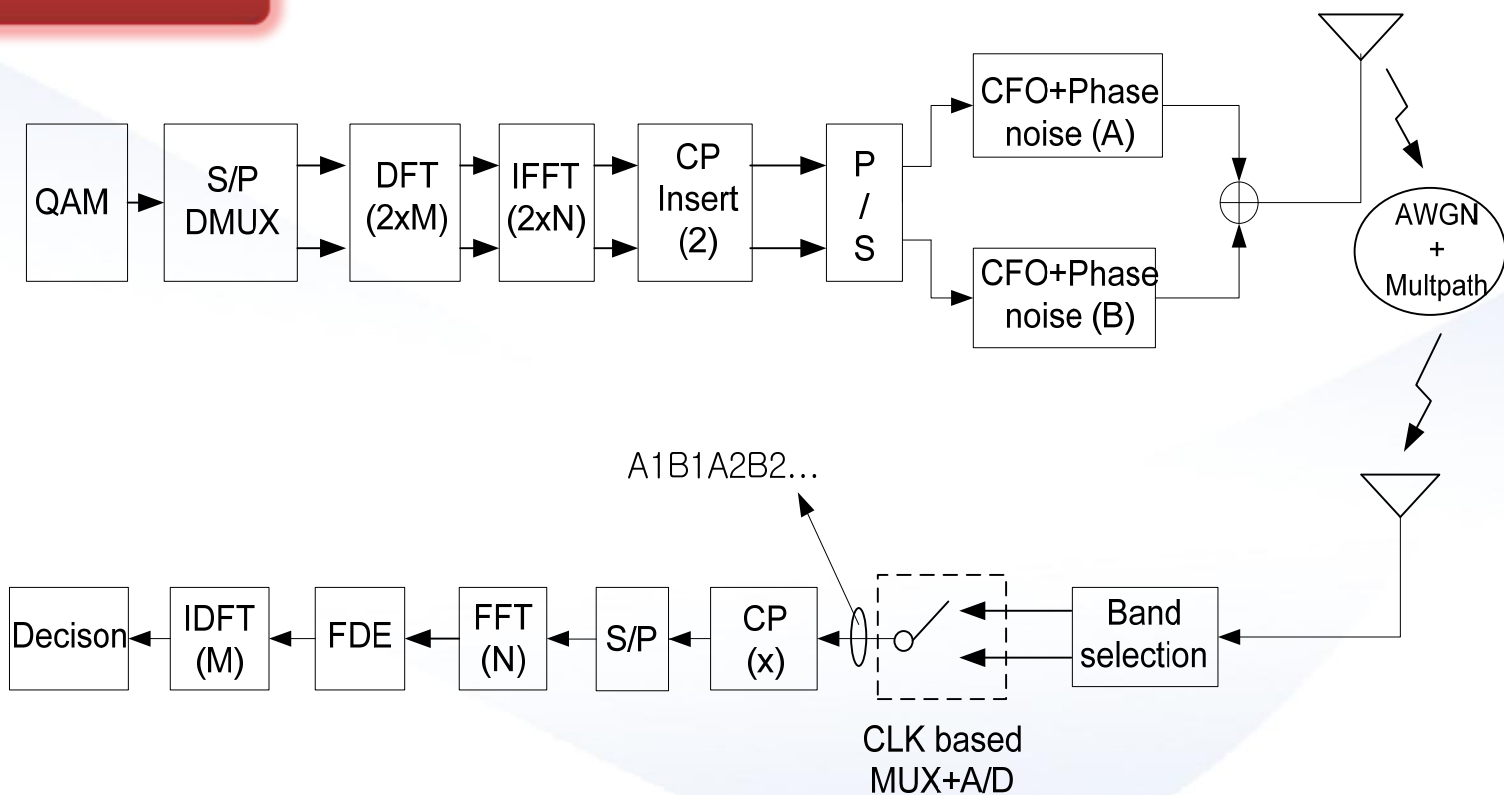 QAM
S/P
DMUX
DFT
(2xM)
IFFT
(2xN)
CP
Insert
(2)
P
/
S
CFO+Phase
noise (A)
CFO+Phase
noise (B)
AWGN
+
Multpath
A1B1A2B2...
Decison
IDFT
(M)
FDE
FFT
(N)
S/P
CP
(x)
Band
selection
CLK based
MUX+A/D